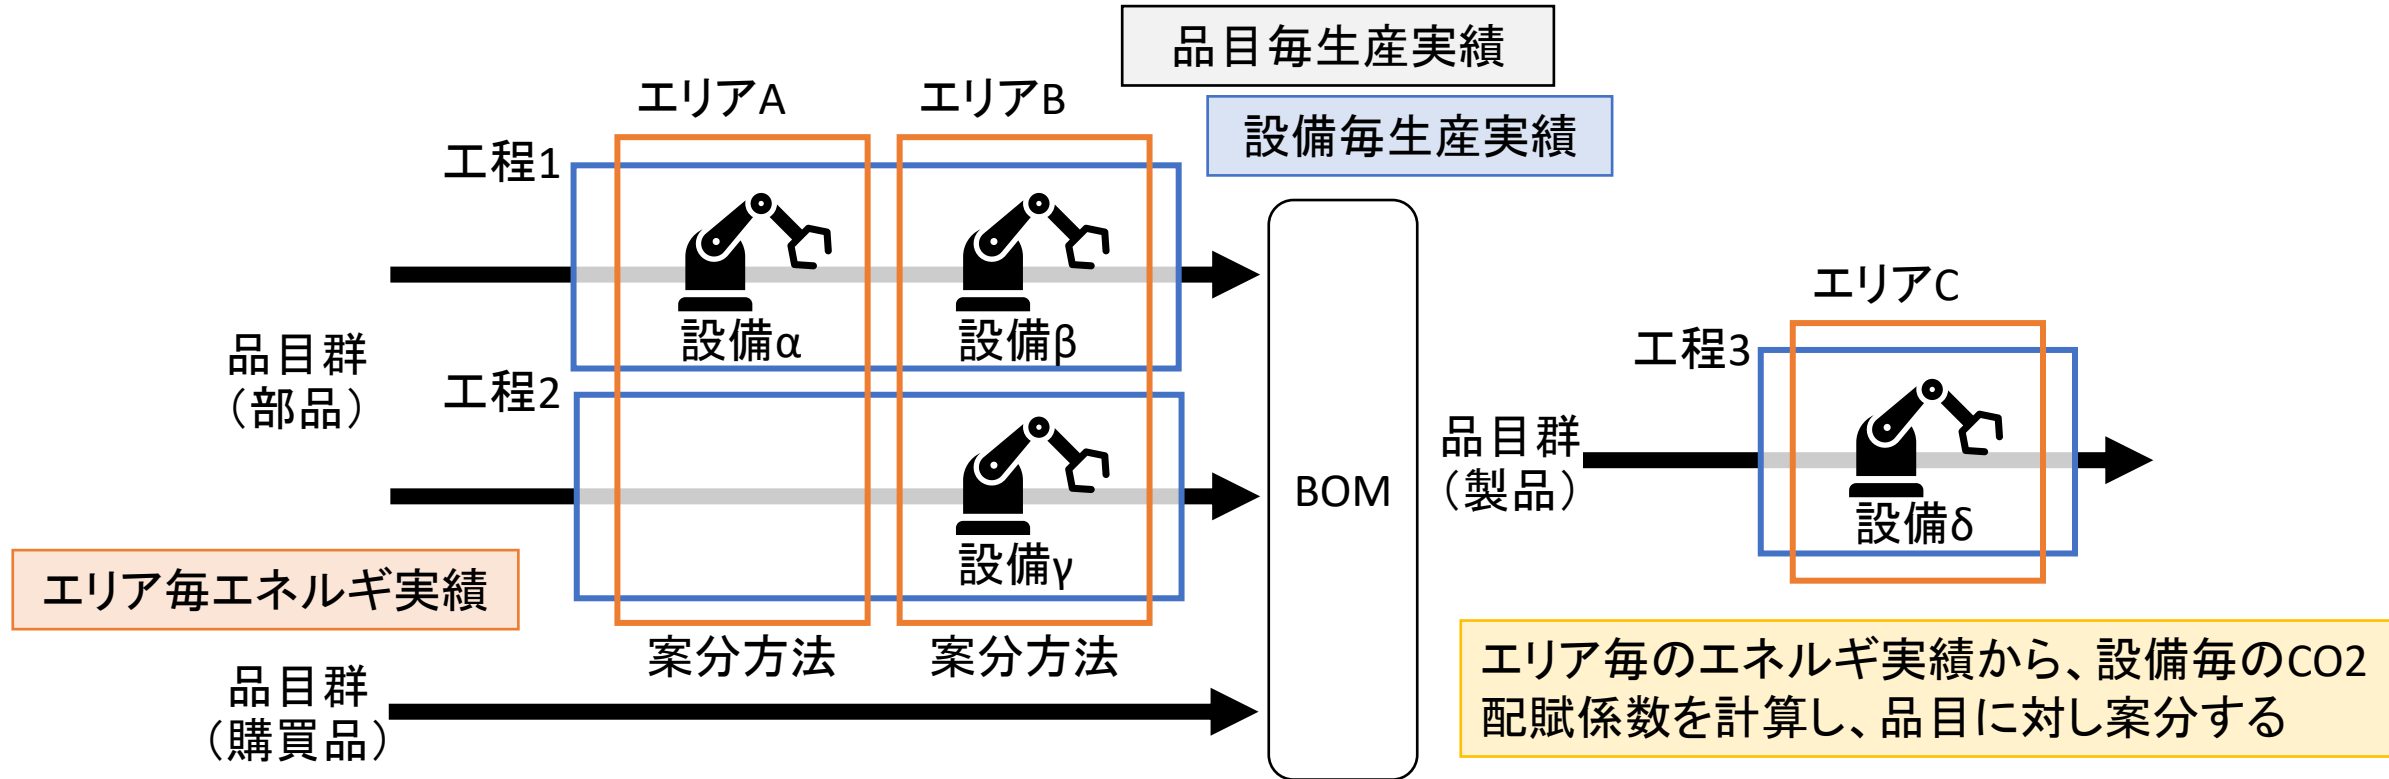 品目毎生産実績
設備毎生産実績
エリアA
エリアB
工程1
設備α
設備β
品目群
（部品）
工程2
設備γ
エリア毎エネルギ実績
案分方法
案分方法
品目群
（購買品）
BOM
エリアC
工程3
品目群
（製品）
設備δ
エリア毎のエネルギ実績から、設備毎のCO2
配賦係数を計算し、品目に対し案分する